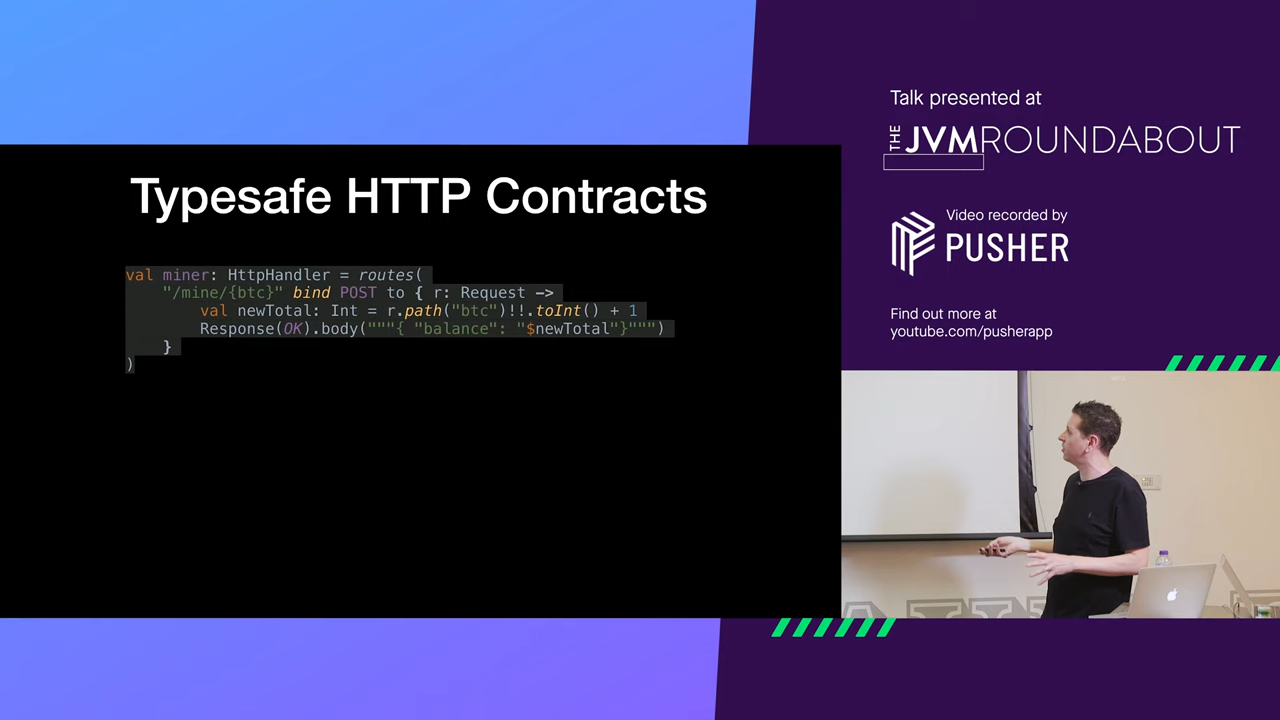 Typesafe HTTP Contracts
val miner: HttpHandler = routes(
"/mine/{btc}" bind POST to { r: Request ->
val newTotal: Int = r.path("btc")!!.toInt() + 1
Response(OK).body("""{ "balance": "$newTotal"}""")
}
)
Talk presented at
THE JVMROUNDABOUT
Video recorded by
PUSHER
Find out more at
youtube.com/pusherapp